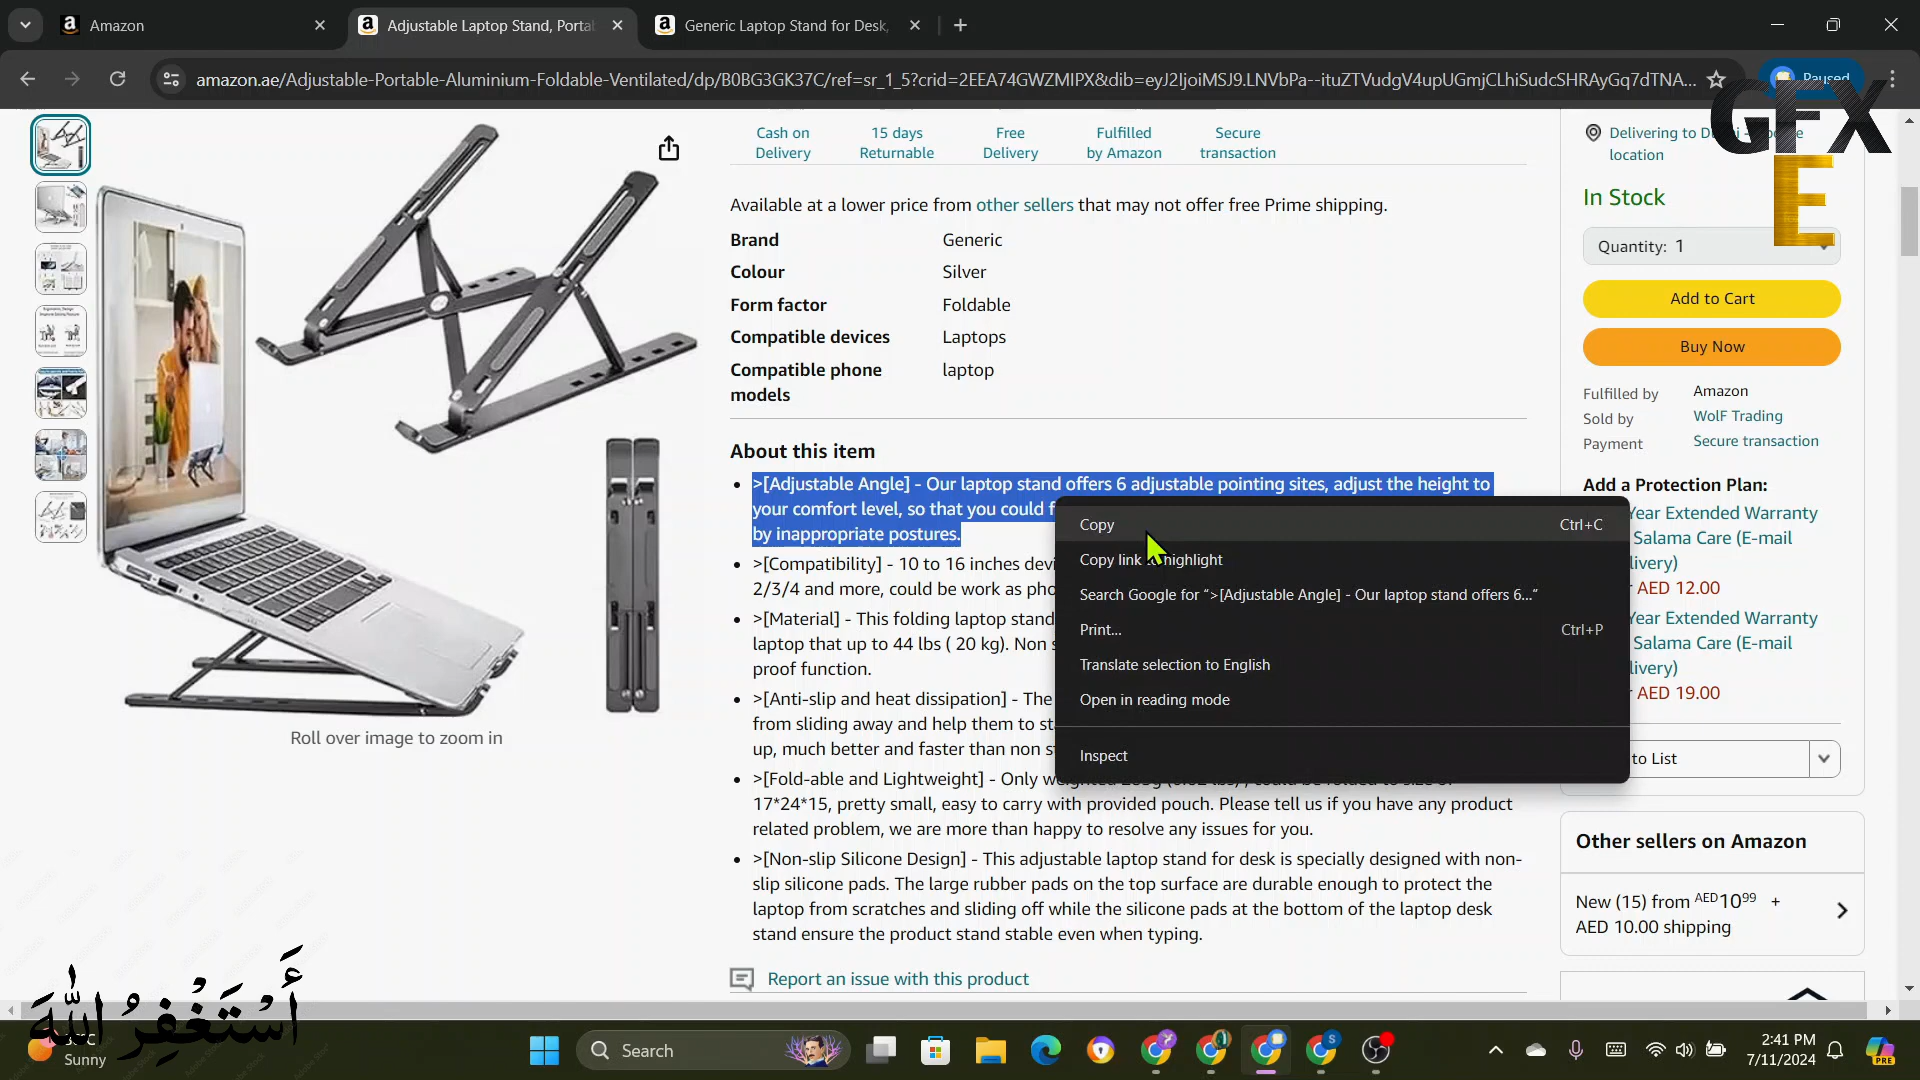 Amazon
Adjustable Laptop Stand, Porta
Generic Laptop Stand for Desk,
amazon.ae/Adjustable-Portable-Aluminium-Foldable-Ventilated/dp/B0BG3GK37C/ref=sr_1_5?crid=2EEA74GWZMIPX&dib=eyJ2IjoiMSJ9.LNVbPa--ituZTVudgV4upUGmjCLhiSudcSHRAyGq7dTNA...
Paused
GFX
E
Cash on
Delivery
15 days
Returnable
Free
Delivery
Fulfilled
by Amazon
Secure
transaction
Available at a lower price from other sellers that may not offer free Prime shipping.
Brand Generic
Colour Silver
Form factor Foldable
Compatible devices Laptops
Compatible phone laptop
models
About this item
>[Adjustable Angle] - Our laptop stand offers 6 adjustable pointing sites, adjust the height to
your comfort level, so that you could f
by inappropriate postures.
>[Compatibility] - 10 to 16 inches devi
2/3/4 and more, could be work as pho
>[Material] - This folding laptop stand
laptop that up to 44 lbs ( 20 kg). Non s
proof function.
>[Anti-slip and heat dissipation] - The
from sliding away and help them to st
up, much better and faster than non s
>[Fold-able and Lightweight] - Only
17*24*15, pretty small, easy to carry with provided pouch. Please tell us if you have any product
related problem, we are more than happy to resolve any issues for you.
>[Non-slip Silicone Design] - This adjustable laptop stand for desk is specially designed with non-
slip silicone pads. The large rubber pads on the top surface are durable enough to protect the
laptop from scratches and sliding off while the silicone pads at the bottom of the laptop desk
stand ensure the product stand stable even when typing.
Report an issue with this product
Roll over image to zoom in
Copy Ctrl+C
Copy link highlight
Search Google for “>[Adjustable Angle] - Our laptop stand offers 6...”
Print... Ctrl+P
Translate selection to English
Open in reading mode
Inspect
Delivering to
location
In Stock
Quantity: 1
Add to Cart
Buy Now
Fulfilled by Amazon
Sold by WolF Trading
Payment Secure transaction
Add a Protection Plan:
Year Extended Warranty
Salama Care (E-mail
livery)
AED 12.00
Year Extended Warranty
Salama Care (E-mail
livery)
AED 19.00
to List
Other sellers on Amazon
New (15) from AED10⁹⁹ +
AED 10.00 shipping
أَسْتَغْفِرُ اللهَ
Sunny
Search
2:41 PM
7/11/2024
PRE